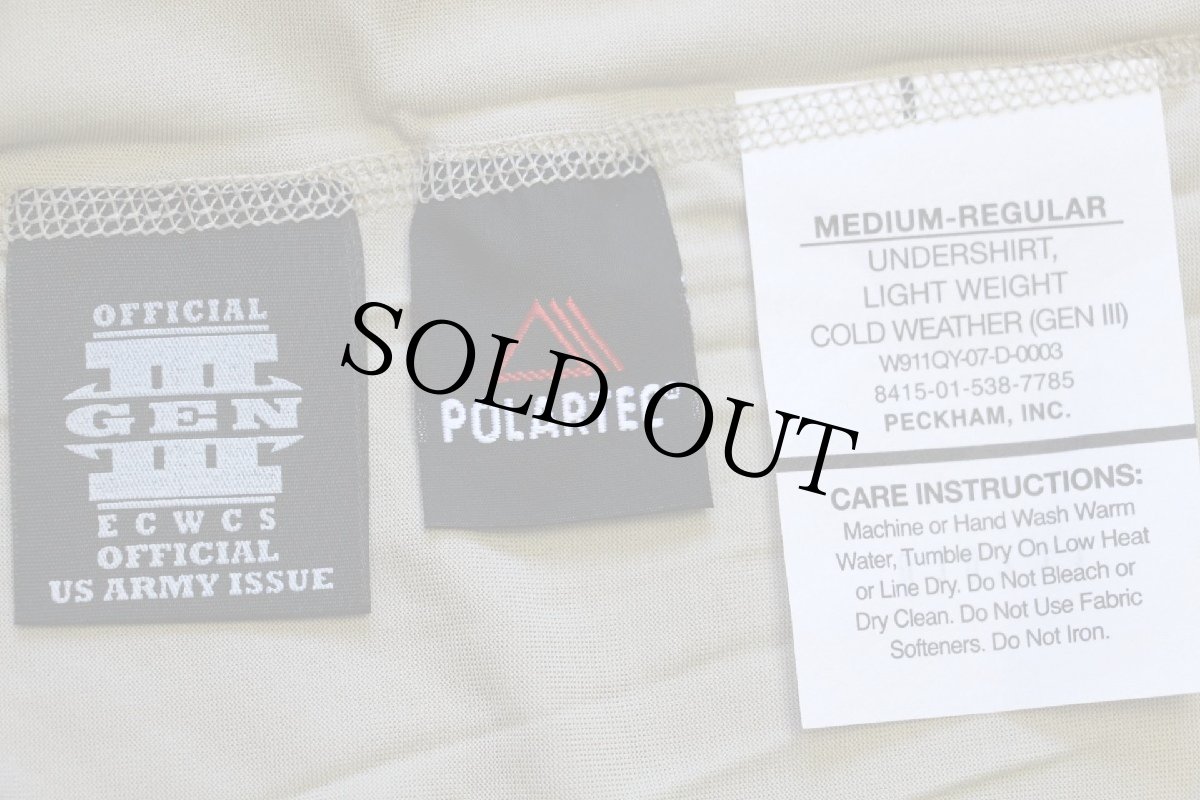 OFFICIAL
III
GEN
III
ECWCS
OFFICIAL
US ARMY ISSUE
POLARTEC®
SOLD OUT
MEDIUM-REGULAR
UNDERSHIRT,
LIGHT WEIGHT
COLD WEATHER (GEN III)
W911QY-07-D-0003
8415-01-538-7785
PECKHAM, INC.
CARE INSTRUCTIONS:
Machine or Hand Wash Warm
Water, Tumble Dry On Low Heat
or Line Dry. Do Not Bleach or
Dry Clean. Do Not Use Fabric
Softeners. Do Not Iron.